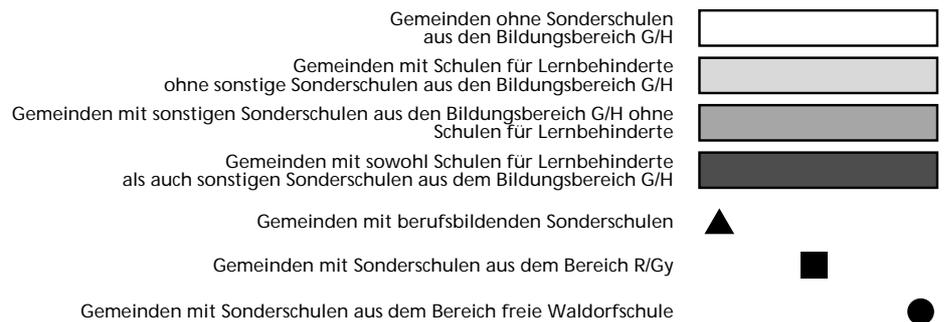 Gemeinden ohne Sonderschulen
aus den Bildungsbereich G/H
Gemeinden mit Schulen für Lernbehinderte
ohne sonstige Sonderschulen aus den Bildungsbereich G/H
Gemeinden mit sonstigen Sonderschulen aus den Bildungsbereich G/H ohne
Schulen für Lernbehinderte
Gemeinden mit sowohl Schulen für Lernbehinderte
als auch sonstigen Sonderschulen aus dem Bildungsbereich G/H
Gemeinden mit berufsbildenden Sonderschulen
Gemeinden mit Sonderschulen aus dem Bereich R/Gy
Gemeinden mit Sonderschulen aus dem Bereich freie Waldorfschule